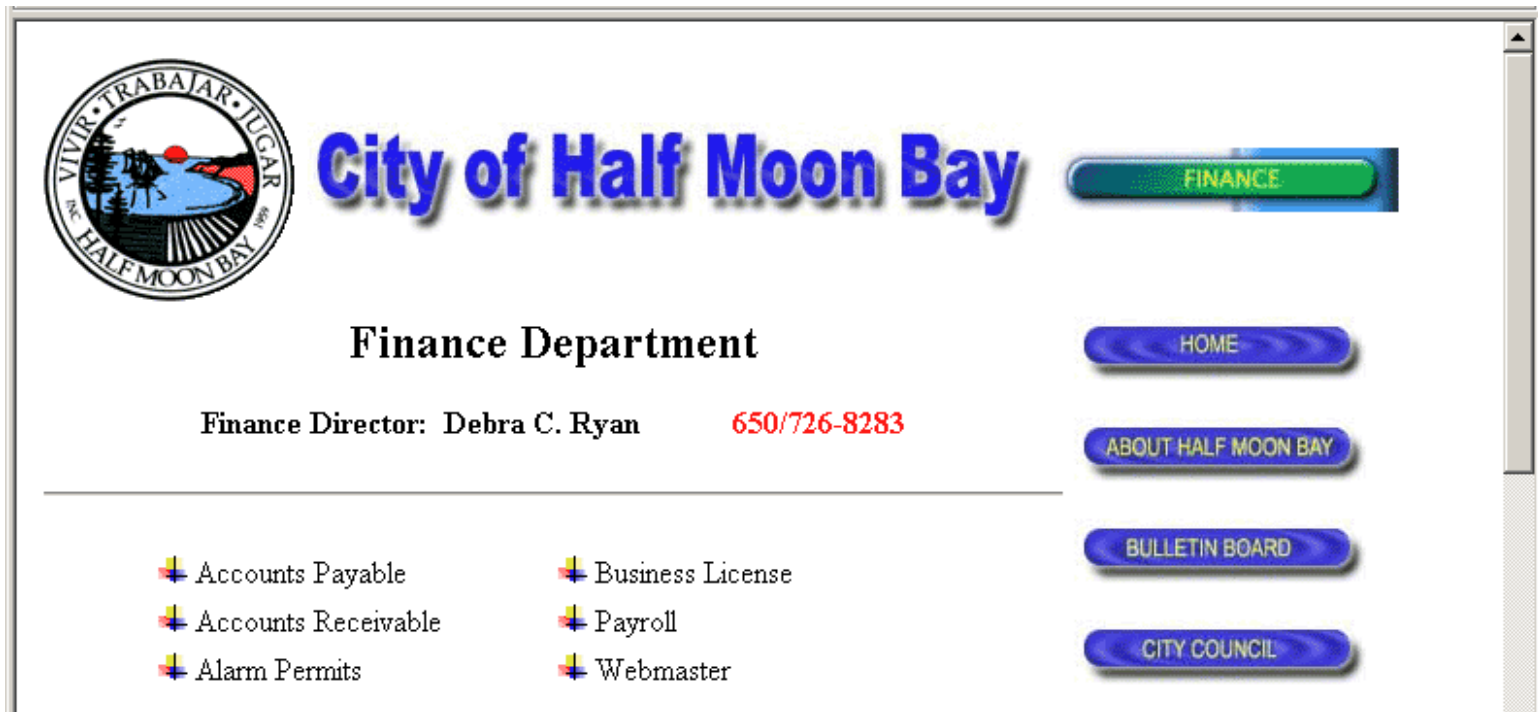 VIVIR · TRABAJAR · JUGAR
INC HALF MOON BAY 1959
City of Half Moon Bay
FINANCE
Finance Department
Finance Director: Debra C. Ryan 650/726-8283
HOME
ABOUT HALF MOON BAY
BULLETIN BOARD
CITY COUNCIL
Accounts Payable
Accounts Receivable
Alarm Permits
Business License
Payroll
Webmaster